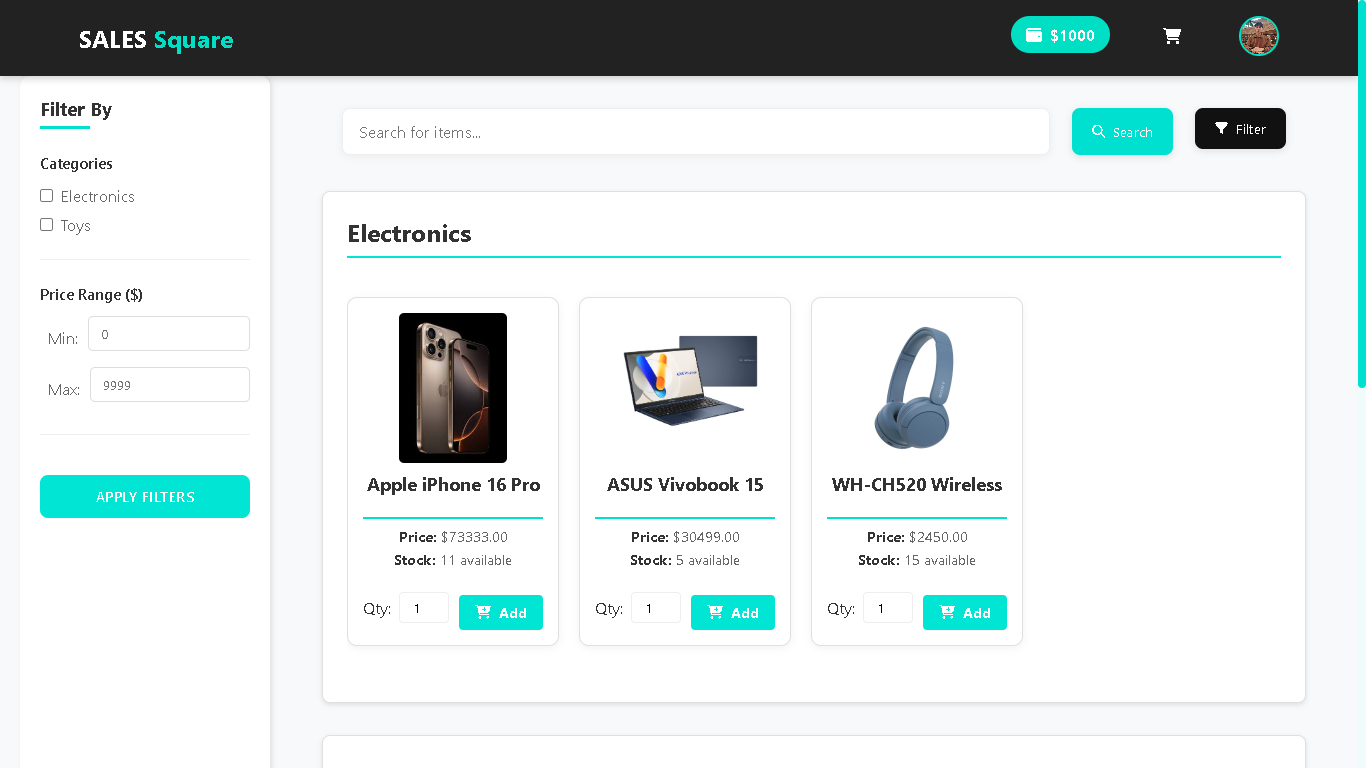 SALES Square
$1000
Filter By
Categories
Electronics
Toys
Price Range ($)
Min: 0
Max: 9999
APPLY FILTERS
Search for items...
Search
Filter
Electronics
Apple iPhone 16 Pro
Price: $73333.00
Stock: 11 available
Qty: 1 Add
ASUS Vivobook 15
Price: $30499.00
Stock: 5 available
Qty: 1 Add
WH-CH520 Wireless
Price: $2450.00
Stock: 15 available
Qty: 1 Add